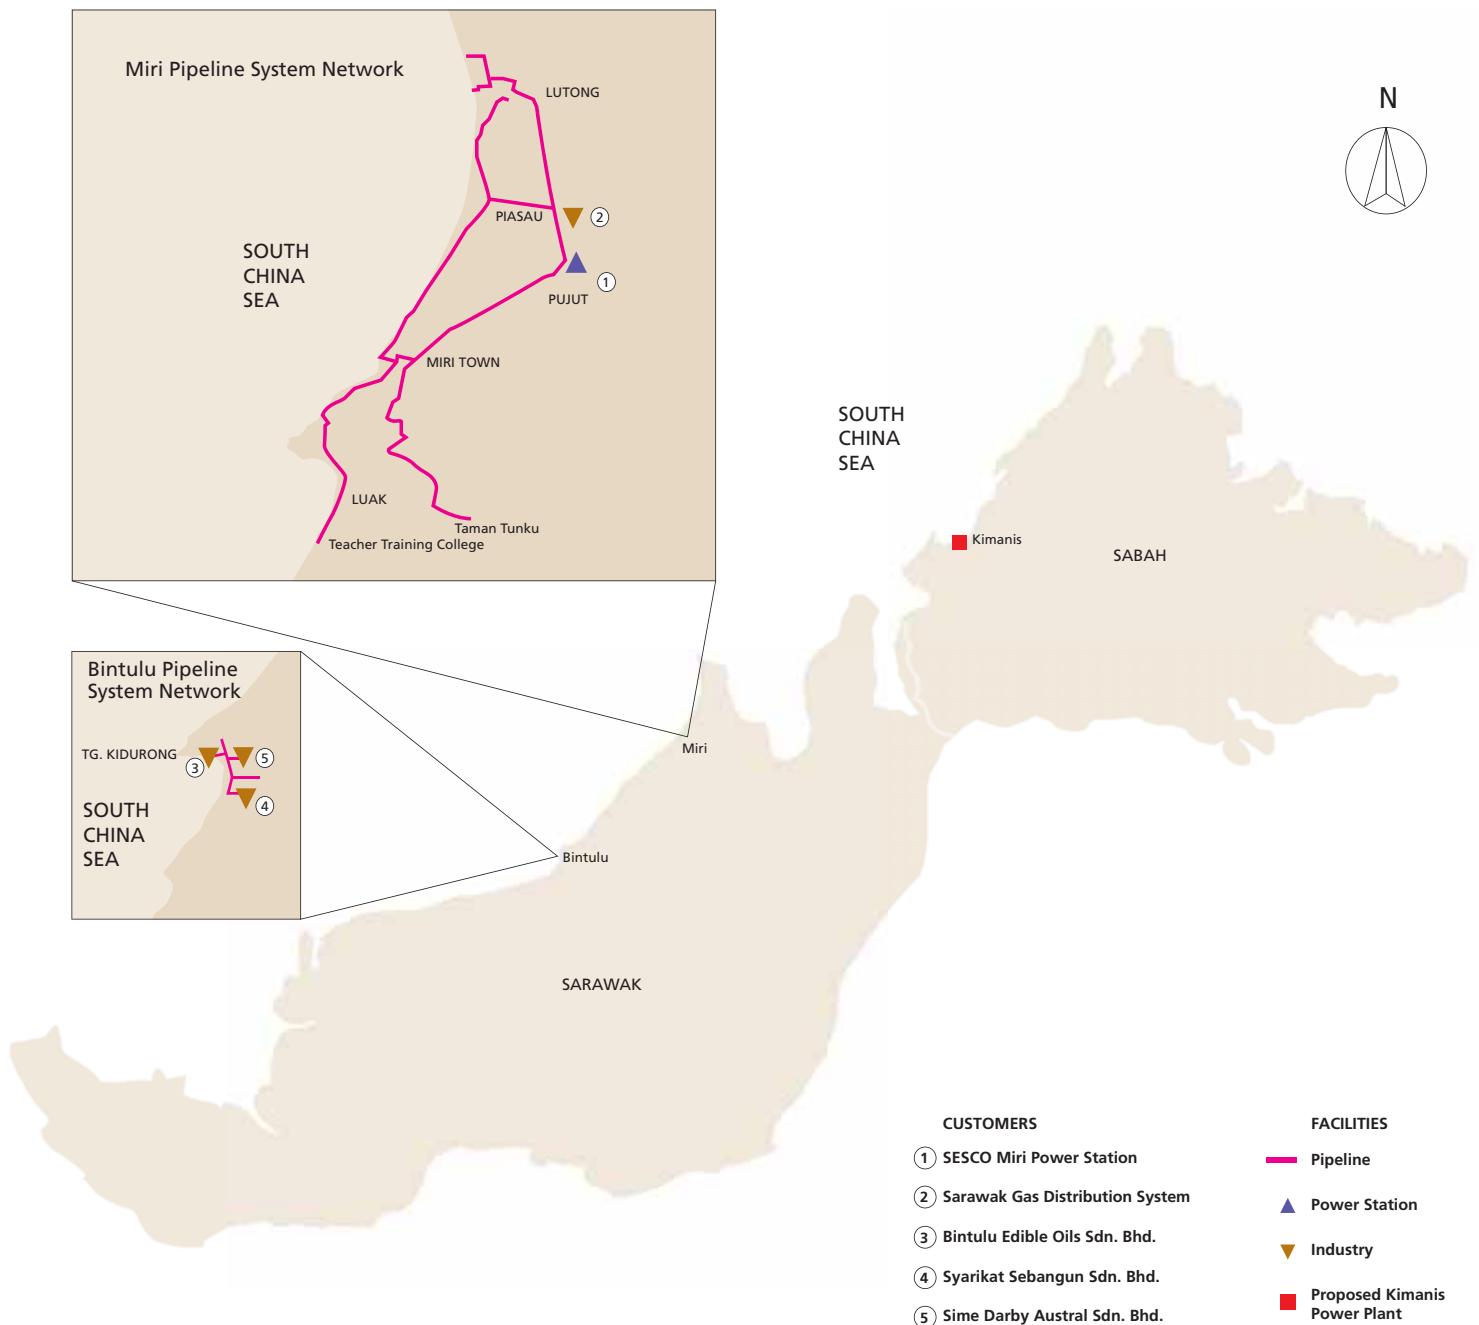 Miri Pipeline System Network
LUTONG
PIASAU
2
1
PUJUT
SOUTH
CHINA
SEA
MIRI TOWN
LUAK
Taman Tunku
Teacher Training College
N
SOUTH
CHINA
SEA
Kimanis
SABAH
Bintulu Pipeline
System Network
TG. KIDURONG
3
5
4
SOUTH
CHINA
SEA
Miri
Bintulu
SARAWAK
CUSTOMERS
1 SESCO Miri Power Station
2 Sarawak Gas Distribution System
3 Bintulu Edible Oils Sdn. Bhd.
4 Syarikat Sebangun Sdn. Bhd.
5 Sime Darby Austral Sdn. Bhd.
FACILITIES
Pipeline
Power Station
Industry
Proposed Kimanis
Power Plant